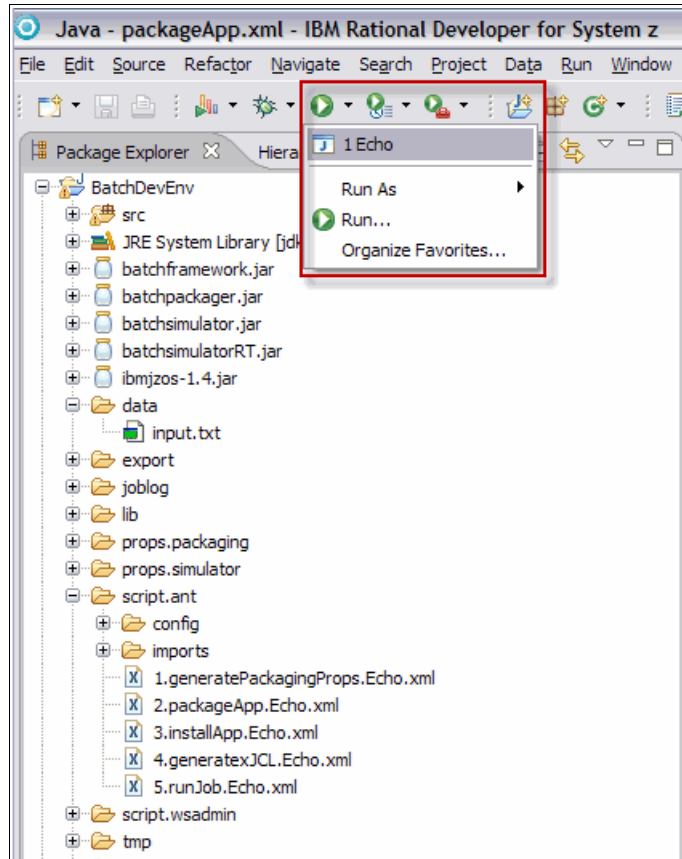 Java - packageApp.xml - IBM Rational Developer for System z
File Edit Source Refactor Navigate Search Project Data Run Window
Package Explorer Hiera
1 Echo
Run As
Run...
Organize Favorites...
BatchDevEnv
src
JRE System Library [jdk
batchframework.jar
batchpackager.jar
batchsimulator.jar
batchsimulatorRT.jar
ibmjzos-1.4.jar
data
input.txt
export
joblog
lib
props.packaging
props.simulator
script.ant
config
imports
1.generatePackagingProps.Echo.xml
2.packageApp.Echo.xml
3.installApp.Echo.xml
4.generatexJCL.Echo.xml
5.runJob.Echo.xml
script.wsadmin
tmp